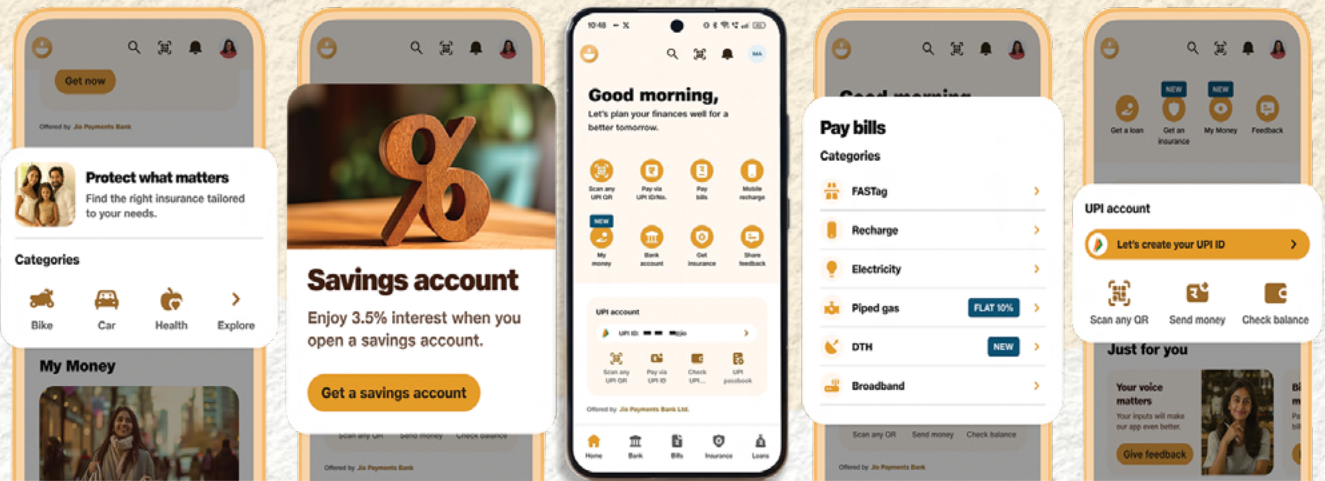 Get now
Offered by Jio Payments Bank
Protect what matters
Find the right insurance tailored
to your needs.
Categories
Bike
Car
Health
Explore
My Money
Savings account
Enjoy 3.5% interest when you
open a savings account.
Get a savings account
Scan any QR
Send money
Check balance
Offered by Jio Payments Bank
10:48
MA
Good morning,
Let's plan your finances well for a
better tomorrow.
Scan any
UPI QR
Pay via
UPI ID/No.
Pay
bills
Mobile
recharge
NEW
My
money
Bank
account
Get
insurance
Share
feedback
UPI account
UPI ID:
Scan any
UPI QR
Pay via
UPI ID
Check
UPI...
UPI
passbook
Offered by Jio Payments Bank Ltd.
Home
Bank
Bills
Insurance
Loans
Good morning
Pay bills
Categories
FASTag
Recharge
Electricity
Piped gas
FLAT 10%
DTH
NEW
Broadband
Scan any QR
Send money
Check balance
Offered by Jio Payments Bank
NEW
NEW
Get a loan
Get an
insurance
My Money
Feedback
UPI account
Let's create your UPI ID
Scan any QR
Send money
Check balance
Just for you
Your voice
matters
Your inputs will make
our app even better.
Give feedback